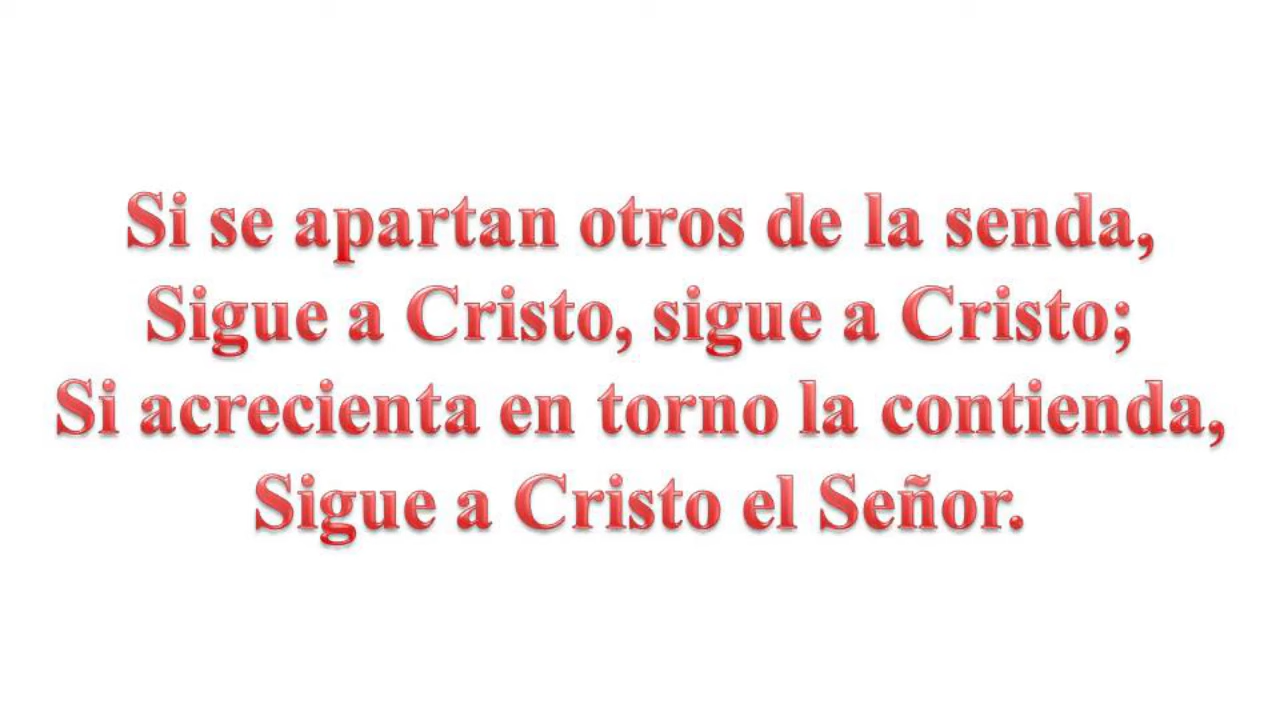 Si se apartan otros de la senda,
Sigue a Cristo, sigue a Cristo;
Si acrecienta en torno la contienda,
Sigue a Cristo el Señor.